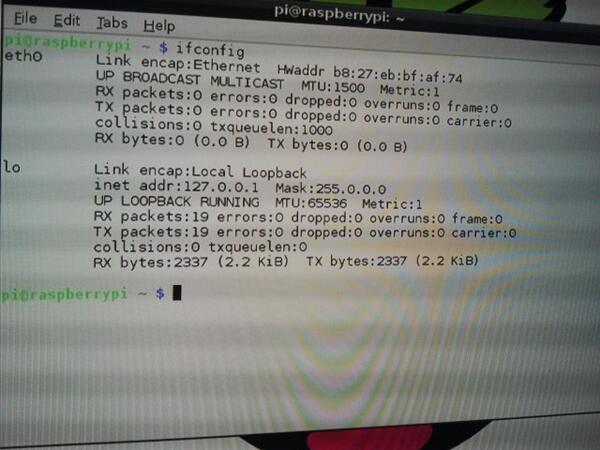 pi@raspberrypi: ~
File Edit Tabs Help
pi@raspberrypi ~ $ ifconfig
eth0 Link encap:Ethernet HWaddr b8:27:eb:bf:af:74
UP BROADCAST MULTICAST MTU:1500 Metric:1
RX packets:0 errors:0 dropped:0 overruns:0 frame:0
TX packets:0 errors:0 dropped:0 overruns:0 carrier:0
collisions:0 txqueuelen:1000
RX bytes:0 (0.0 B) TX bytes:0 (0.0 B)
lo Link encap:Local Loopback
inet addr:127.0.0.1 Mask:255.0.0.0
UP LOOPBACK RUNNING MTU:65536 Metric:1
RX packets:19 errors:0 dropped:0 overruns:0 frame:0
TX packets:19 errors:0 dropped:0 overruns:0 carrier:0
collisions:0 txqueuelen:0
RX bytes:2337 (2.2 KiB) TX bytes:2337 (2.2 KiB)
pi@raspberrypi ~ $